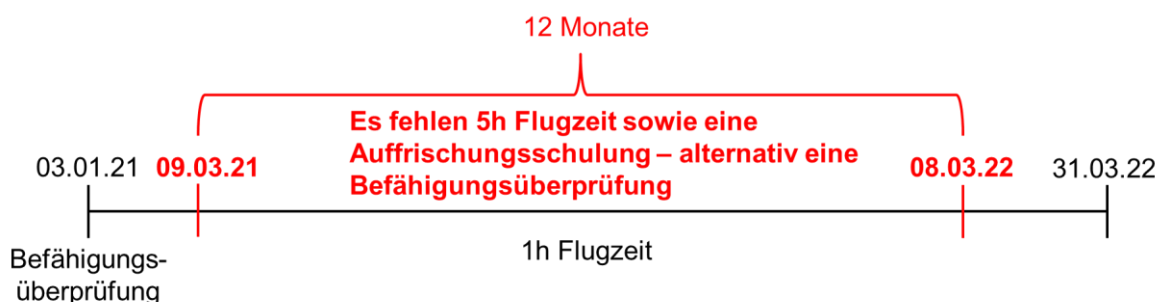 12 Monate
Es fehlen 5h Flugzeit sowie eine
Auffrischungsschulung – alternativ eine
Befähigungsüberprüfung
03.01.21 09.03.21 08.03.22 31.03.22
1h Flugzeit
Befähigungs-
überprüfung